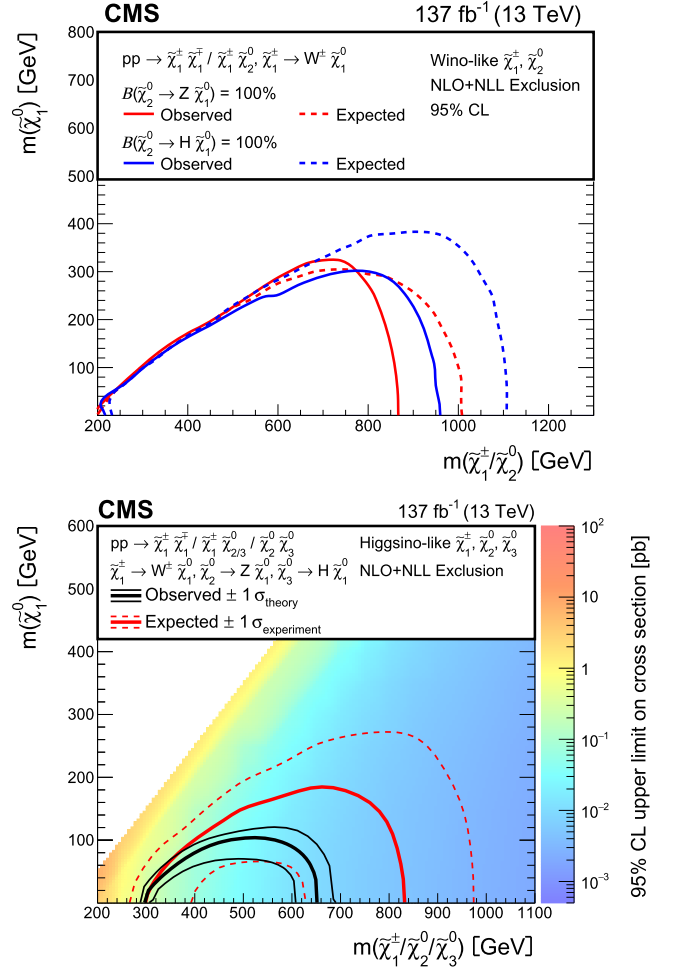 CMS 137 fb⁻¹ (13 TeV)
m(χ̃₁⁰) [GeV]
pp → χ̃₁± χ̃₁∓ / χ̃₁± χ̃₂⁰, χ̃₁± → W± χ̃₁⁰
Wino-like χ̃₁±, χ̃₂⁰
B(χ̃₂⁰ → Z χ̃₁⁰) = 100%
NLO+NLL Exclusion
Observed Expected
95% CL
B(χ̃₂⁰ → H χ̃₁⁰) = 100%
Observed Expected
800
700
600
500
400
300
200
100
200 400 600 800 1000 1200
m(χ̃₁±/χ̃₂⁰) [GeV]
CMS 137 fb⁻¹ (13 TeV)
m(χ̃₁⁰) [GeV]
pp → χ̃₁± χ̃₁∓ / χ̃₁± χ̃₂/₃⁰ / χ̃₂⁰ χ̃₃⁰
Higgsino-like χ̃₁±, χ̃₂⁰, χ̃₃⁰
χ̃₁± → W± χ̃₁⁰, χ̃₂⁰ → Z χ̃₁⁰, χ̃₃⁰ → H χ̃₁⁰
NLO+NLL Exclusion
Observed ± 1 σtheory
Expected ± 1 σexperiment
600
500
400
300
200
100
200 300 400 500 600 700 800 900 1000 1100
m(χ̃₁±/χ̃₂⁰/χ̃₃⁰) [GeV]
10²
10
1
10⁻¹
10⁻²
10⁻³
95% CL upper limit on cross section [pb]